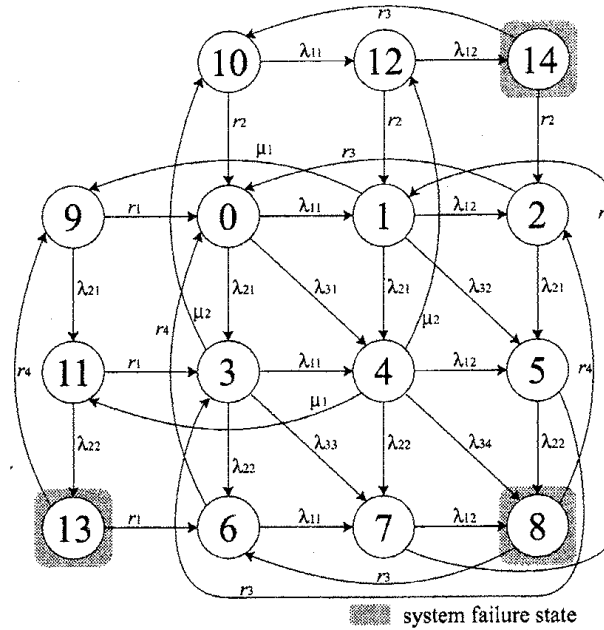 r3
10 λ11 12 λ12 14
r2 r2 r2
μ1 r3
9 r1 0 λ11 1 λ12 2 r
λ21 λ21 λ31 λ21 λ32 λ21
r4 μ2 r4 μ2 r4
11 r1 3 λ11 4 λ12 5
μ1
λ22 λ22 λ33 λ22 λ34 λ22
13 r1 6 λ11 7 λ12 8
r3 r3
system failure state